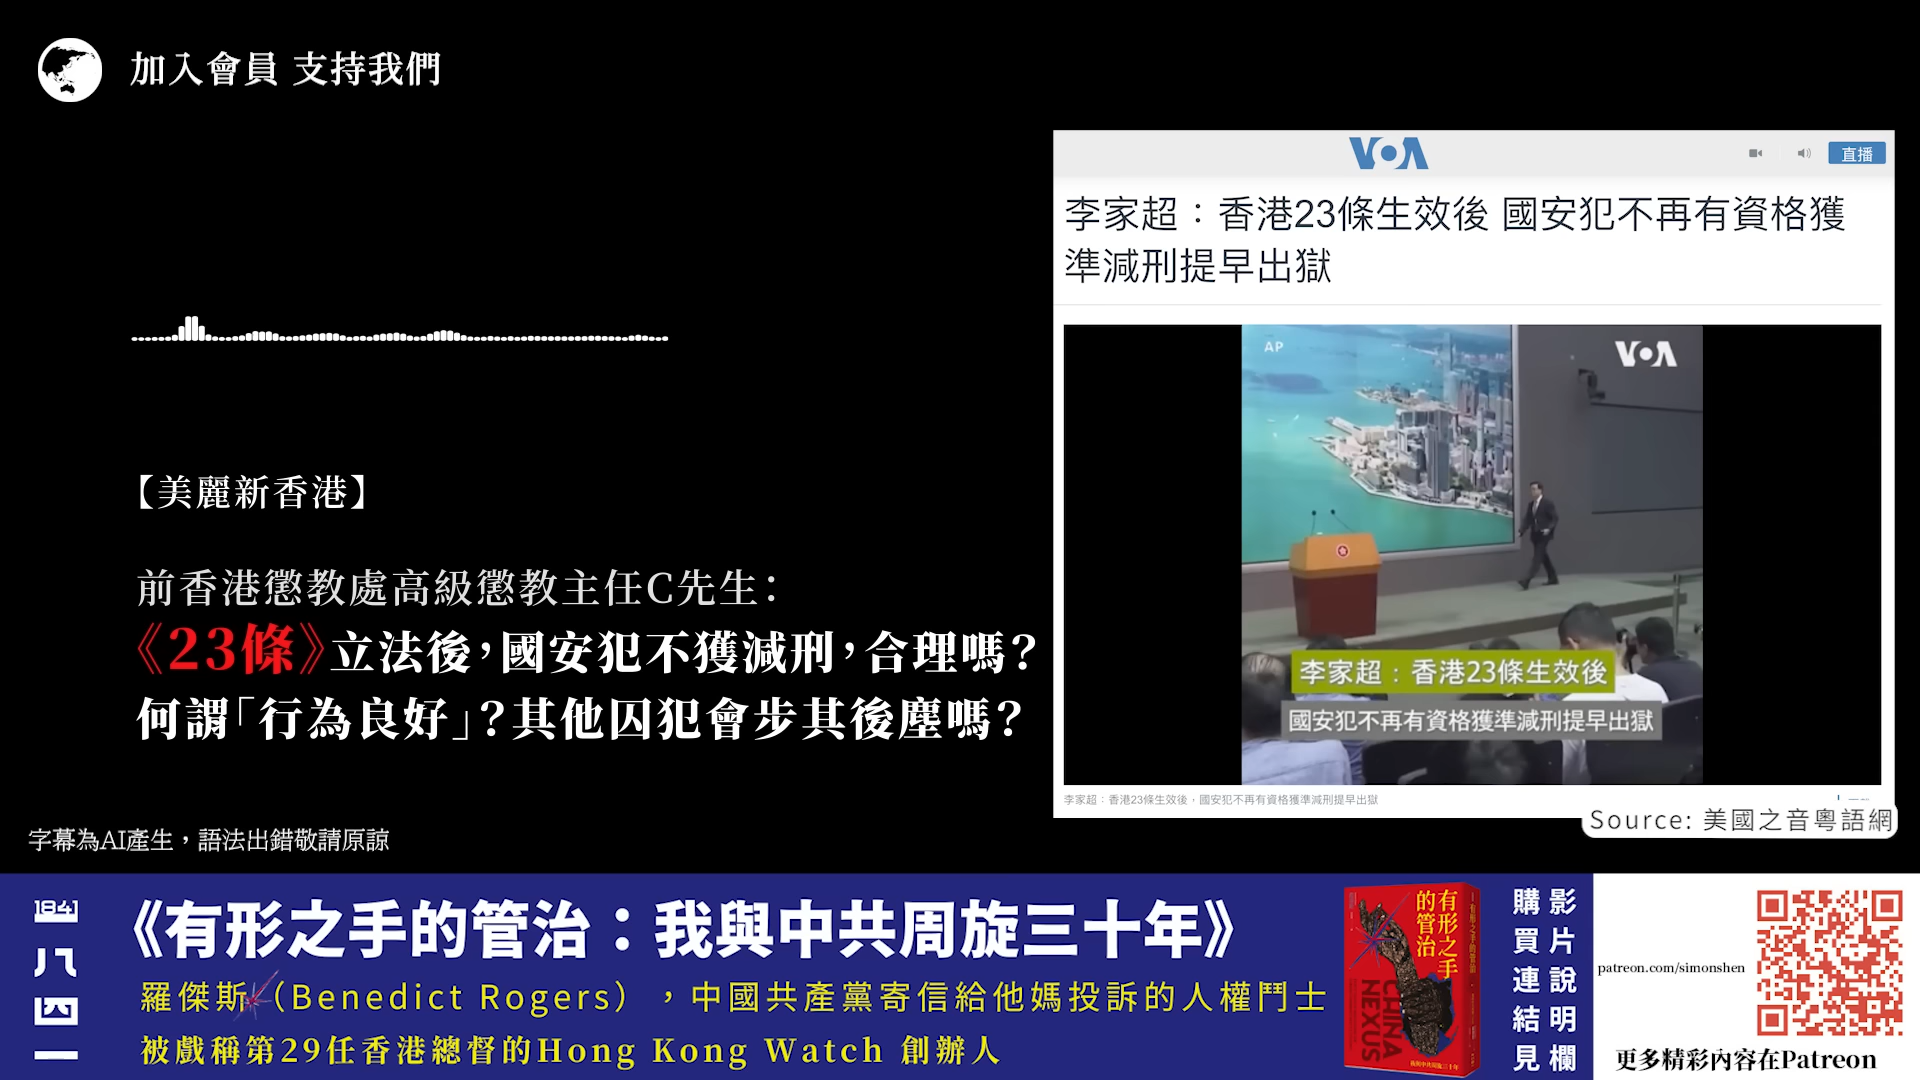 加入會員 支持我們
VOA
直播
李家超：香港23條生效後 國安犯不再有資格獲
準減刑提早出獄
AP
VOA
李家超：香港23條生效後
國安犯不再有資格獲準減刑提早出獄
李家超：香港23條生效後，國安犯不再有資格獲準減刑提早出獄
Source: 美國之音粵語網
【美麗新香港】
前香港懲教處高級懲教主任C先生：
《23條》立法後，國安犯不獲減刑，合理嗎？
何謂「行為良好」？其他囚犯會步其後塵嗎？
字幕為AI產生，語法出錯敬請原諒
1841
一八四一
《有形之手的管治：我與中共周旋三十年》
羅傑斯（Benedict Rogers），中國共產黨寄信給他媽投訴的人權鬥士
被戲稱第29任香港總督的Hong Kong Watch 創辦人
有形之手
的管治
CHINA
NEXUS
影片說明欄
購買連結見
patreon.com/simonshen
更多精彩內容在Patreon